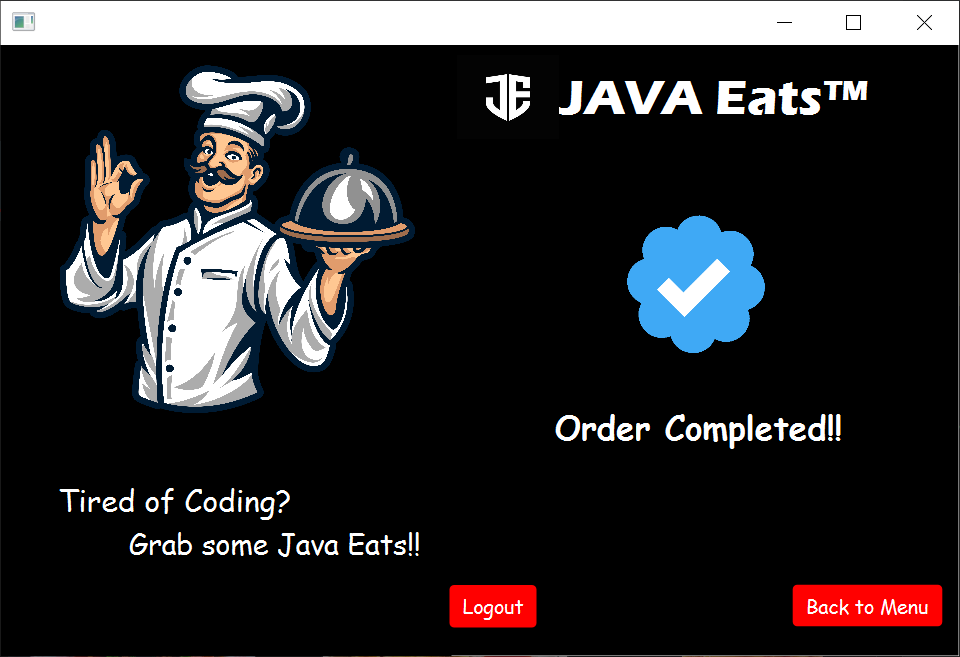 JE JAVA Eats™
Order Completed!!
Tired of Coding?
Grab some Java Eats!!
Logout
Back to Menu